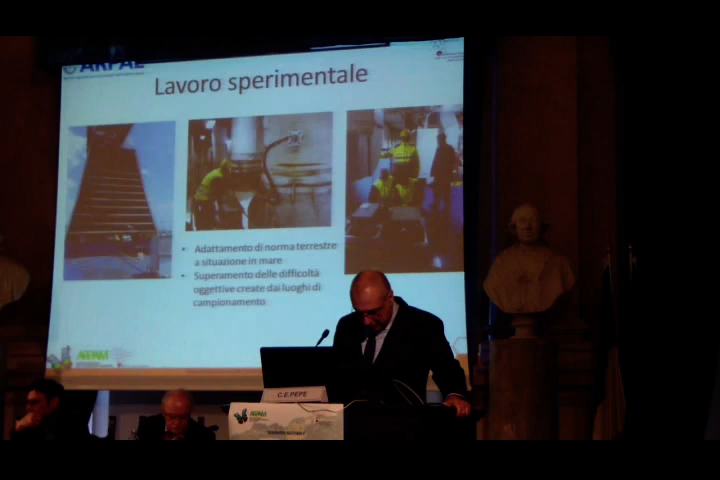 ARPAL
Lavoro sperimentale
• Adattamento di norma terrestre
a situazione in mare
• Superamento delle difficoltà
oggettive create dai luoghi di
campionamento
C.E.PEPE